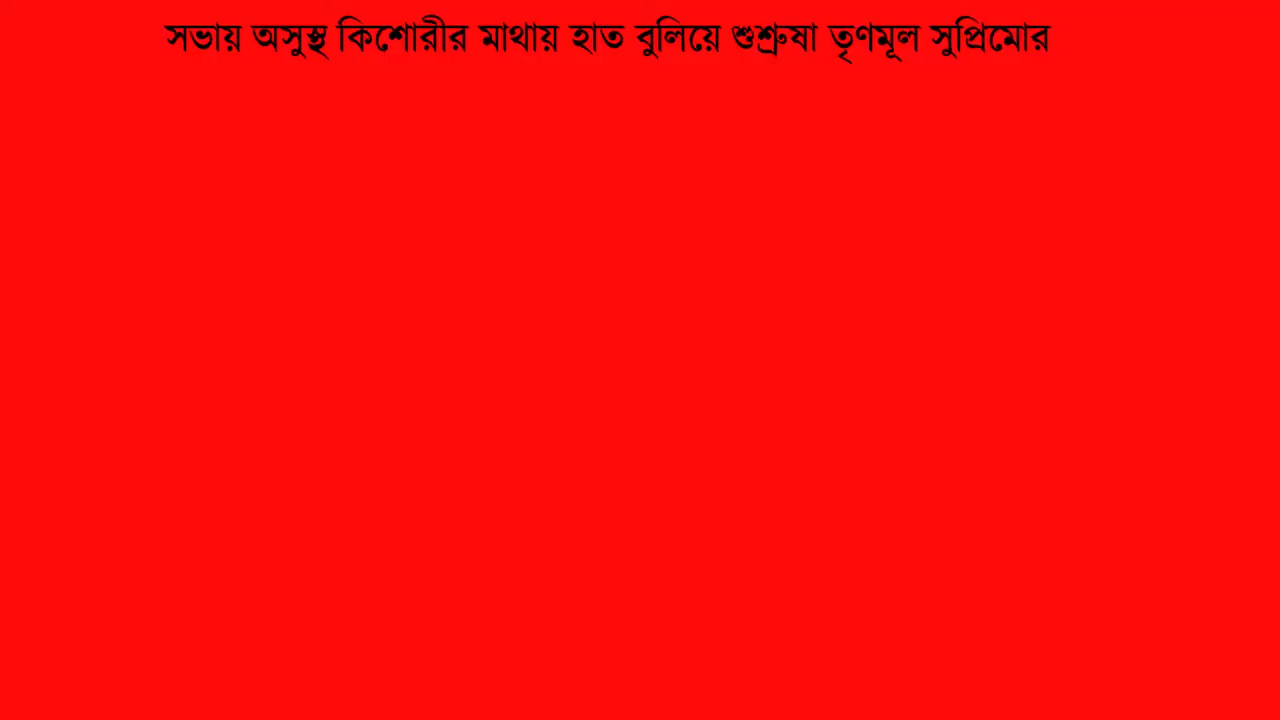 সভায় অসুস্থ কিশোরীর মাথায় হাত বুলিয়ে শুশ্রুষা তৃণমূল সুপ্রিমোর